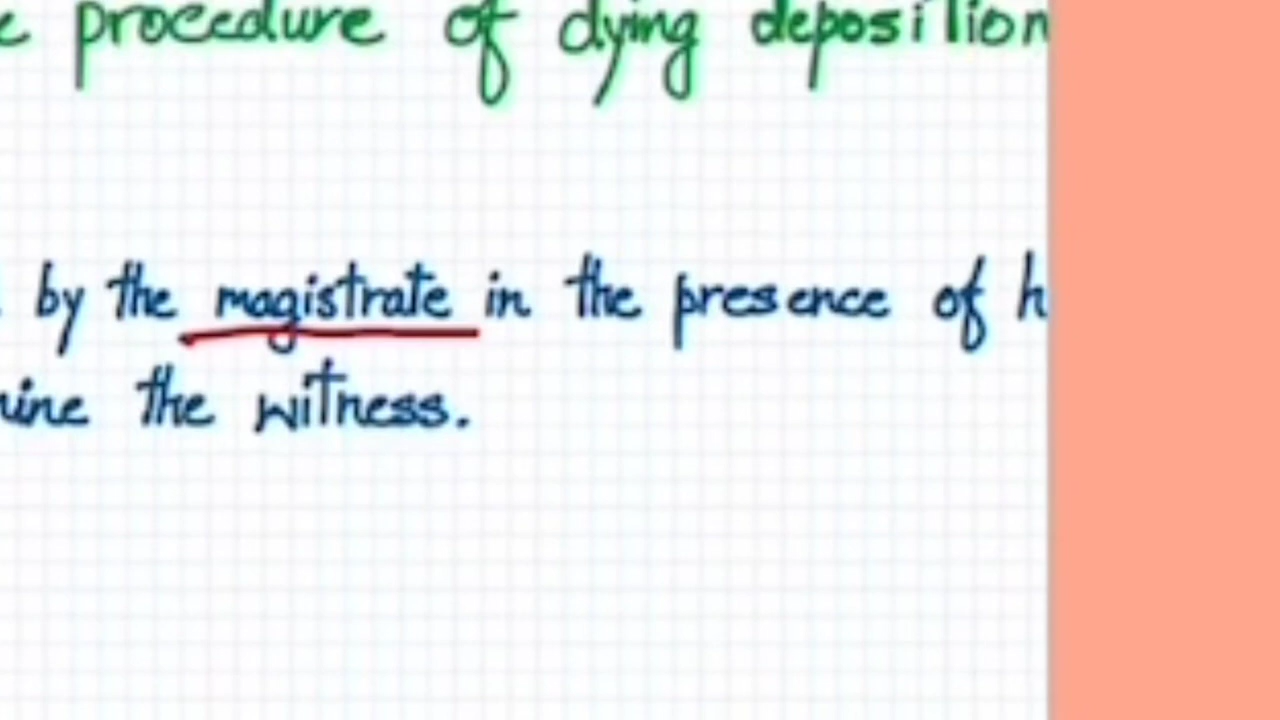 procedure of dying deposition
by the magistrate in the presence of
the witness.